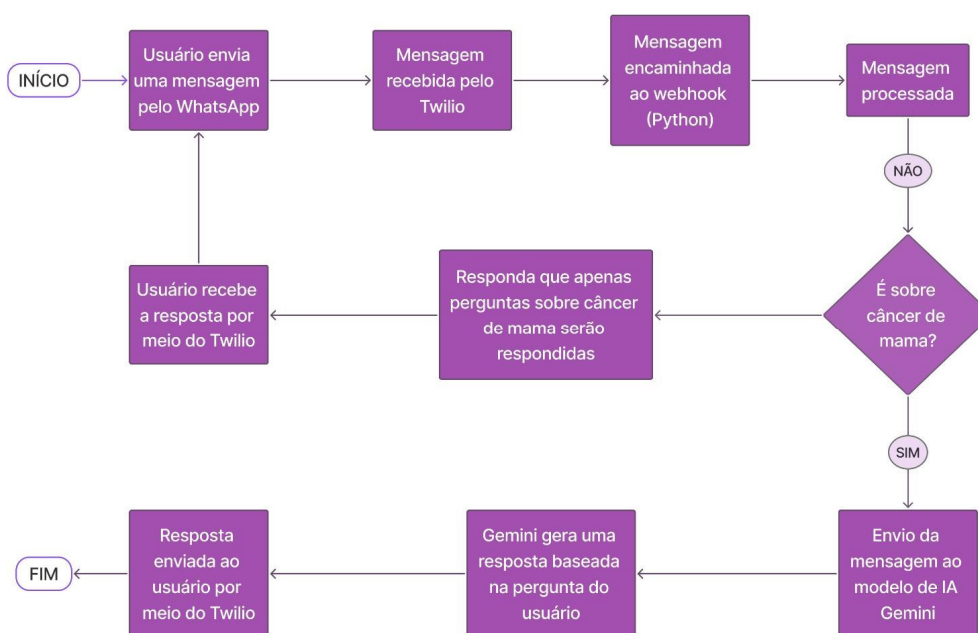 INÍCIO
Usuário envia
uma mensagem
pelo WhatsApp
Mensagem
recebida pelo
Twilio
Mensagem
encaminhada
ao webhook
(Python)
Mensagem
processada
NÃO
É sobre
câncer de
mama?
Responda que apenas
perguntas sobre câncer
de mama serão
respondidas
Usuário recebe
a resposta por
meio do Twilio
SIM
Envio da
mensagem ao
modelo de IA
Gemini
Gemini gera uma
resposta baseada
na pergunta do
usuário
Resposta
enviada ao
usuário por
meio do Twilio
FIM